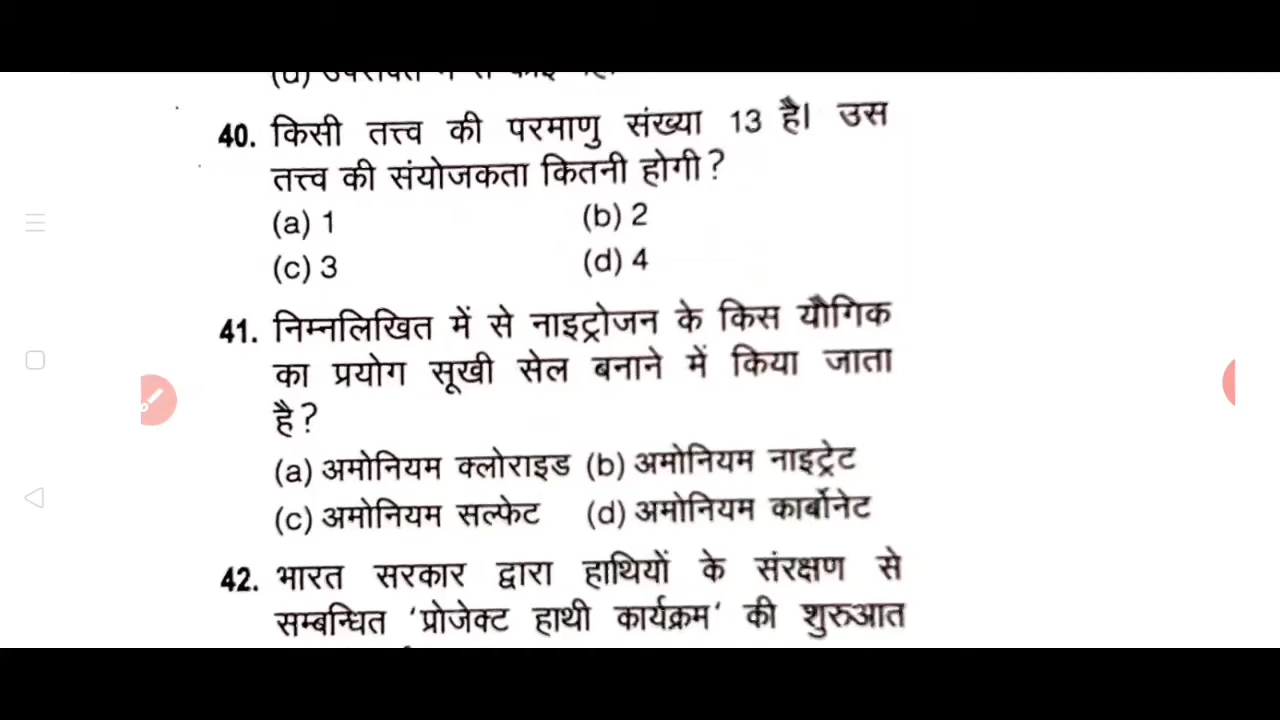 40. किसी तत्त्व की परमाणु संख्या 13 है। उस
तत्त्व की संयोजकता कितनी होगी?
(a) 1 (b) 2
(c) 3 (d) 4
41. निम्नलिखित में से नाइट्रोजन के किस यौगिक
का प्रयोग सूखी सेल बनाने में किया जाता
है?
(a) अमोनियम क्लोराइड (b) अमोनियम नाइट्रेट
(c) अमोनियम सल्फेट (d) अमोनियम कार्बोनेट
42. भारत सरकार द्वारा हाथियों के संरक्षण से
सम्बन्धित ‘प्रोजेक्ट हाथी कार्यक्रम’ की शुरुआत